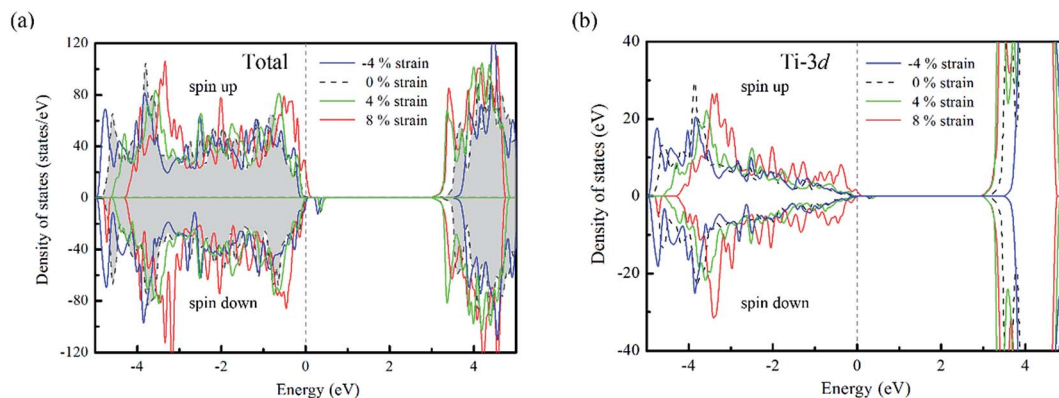 (a)
Total
spin up
-4 % strain
0 % strain
4 % strain
8 % strain
spin down
Density of states (states/eV)
120
80
40
0
-40
-80
-120
-4
-2
0
2
4
Energy (eV)
(b)
Ti-3d
spin up
-4 % strain
0 % strain
4 % strain
8 % strain
spin down
Density of states (eV)
40
20
0
-20
-40
-4
-2
0
2
4
Energy (eV)